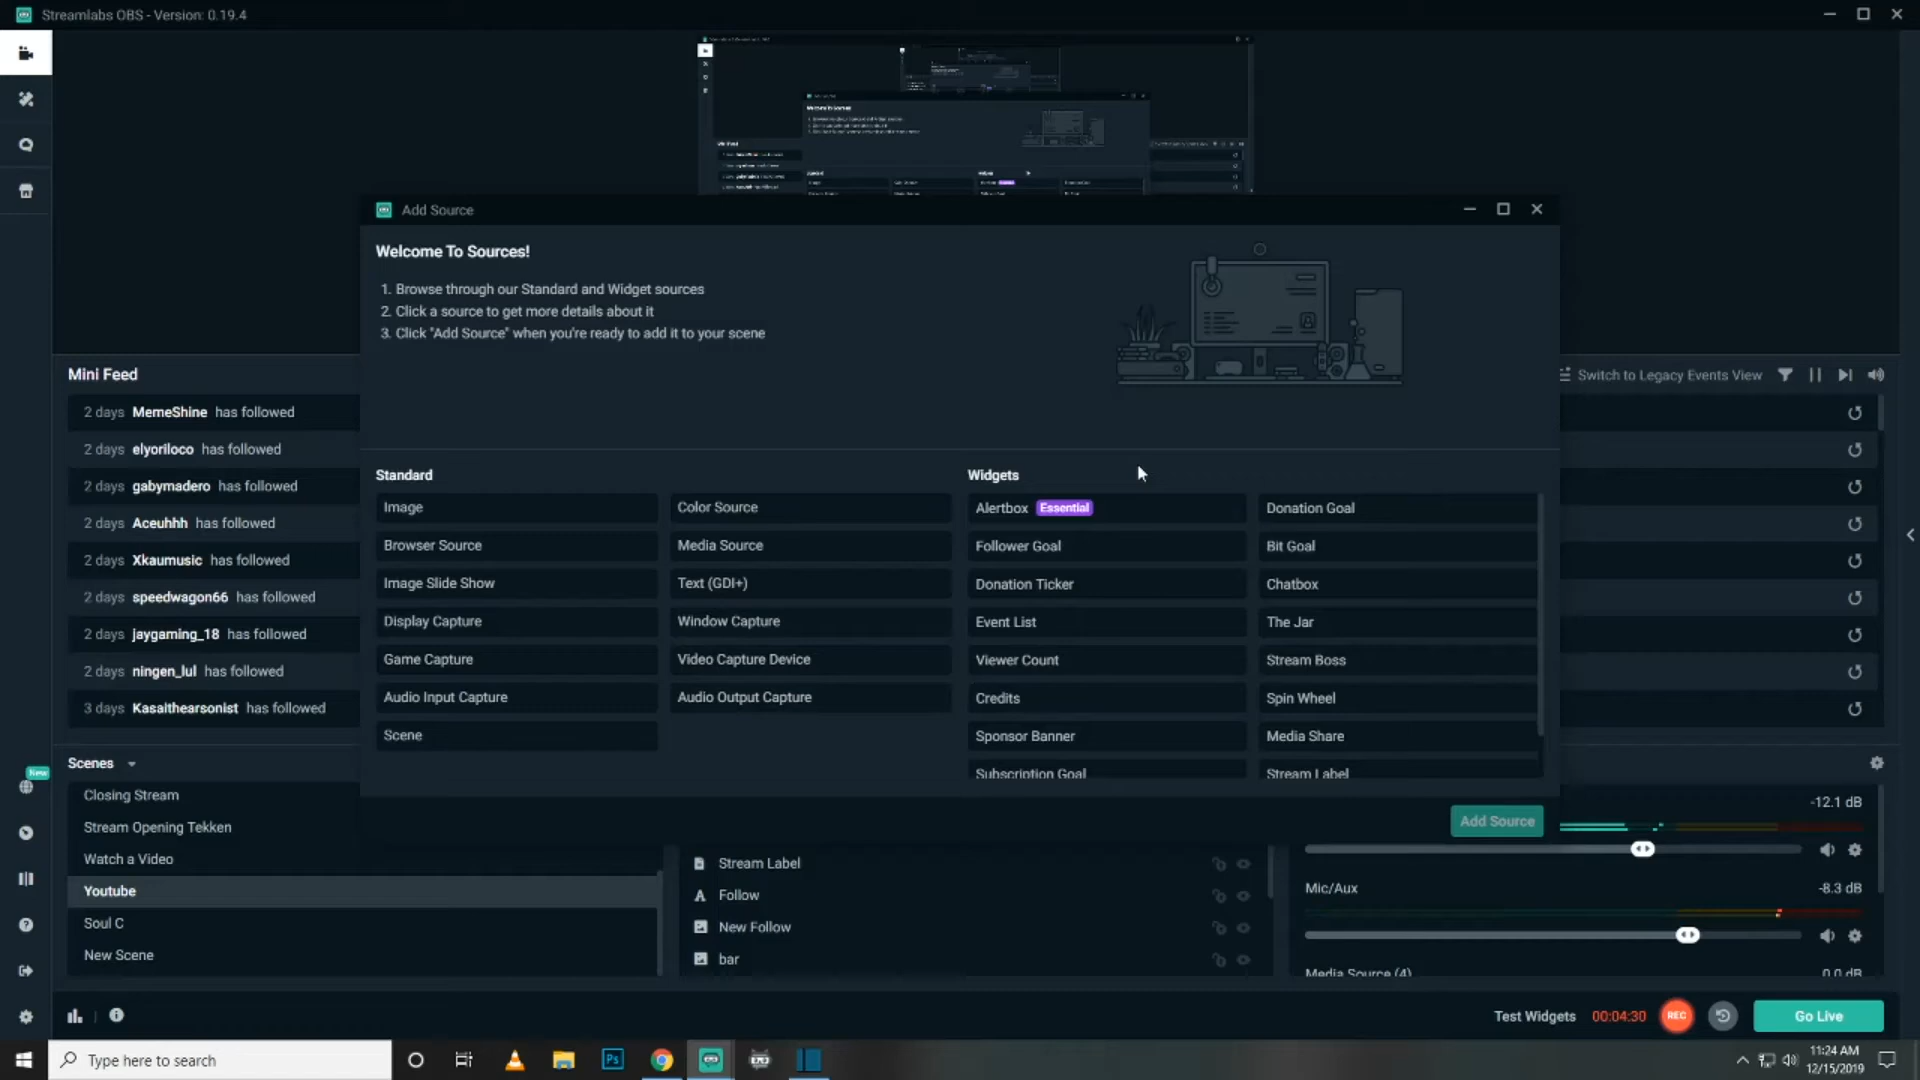 Streamlabs OBS - Version: 0.19.4
Add Source
Welcome To Sources!
1. Browse through our Standard and Widget sources
2. Click a source to get more details about it
3. Click "Add Source" when you're ready to add it to your scene
Mini Feed
Switch to Legacy Events View
2 days MemeShine has followed
2 days elyoriloco has followed
2 days gabymadero has followed
2 days Aceuhhh has followed
2 days Xkaumusic has followed
2 days speedwagon66 has followed
2 days jaygaming_18 has followed
2 days ningen_lul has followed
3 days Kasaithearsonist has followed
Standard
Image
Color Source
Browser Source
Media Source
Image Slide Show
Text (GDI+)
Display Capture
Window Capture
Game Capture
Video Capture Device
Audio Input Capture
Audio Output Capture
Scene
Widgets
Alertbox Essential
Donation Goal
Follower Goal
Bit Goal
Donation Ticker
Chatbox
Event List
The Jar
Viewer Count
Stream Boss
Credits
Spin Wheel
Sponsor Banner
Media Share
Subscription Goal
Stream Label
Add Source
New
Scenes
Closing Stream
Stream Opening Tekken
Watch a Video
Youtube
Soul C
New Scene
Stream Label
Follow
New Follow
bar
-12.1 dB
Mic/Aux
-8.3 dB
Media Source (4)
0.0 dB
Test Widgets
00:04:30
REC
Go Live
Type here to search
Ps
11:24 AM
12/15/2019